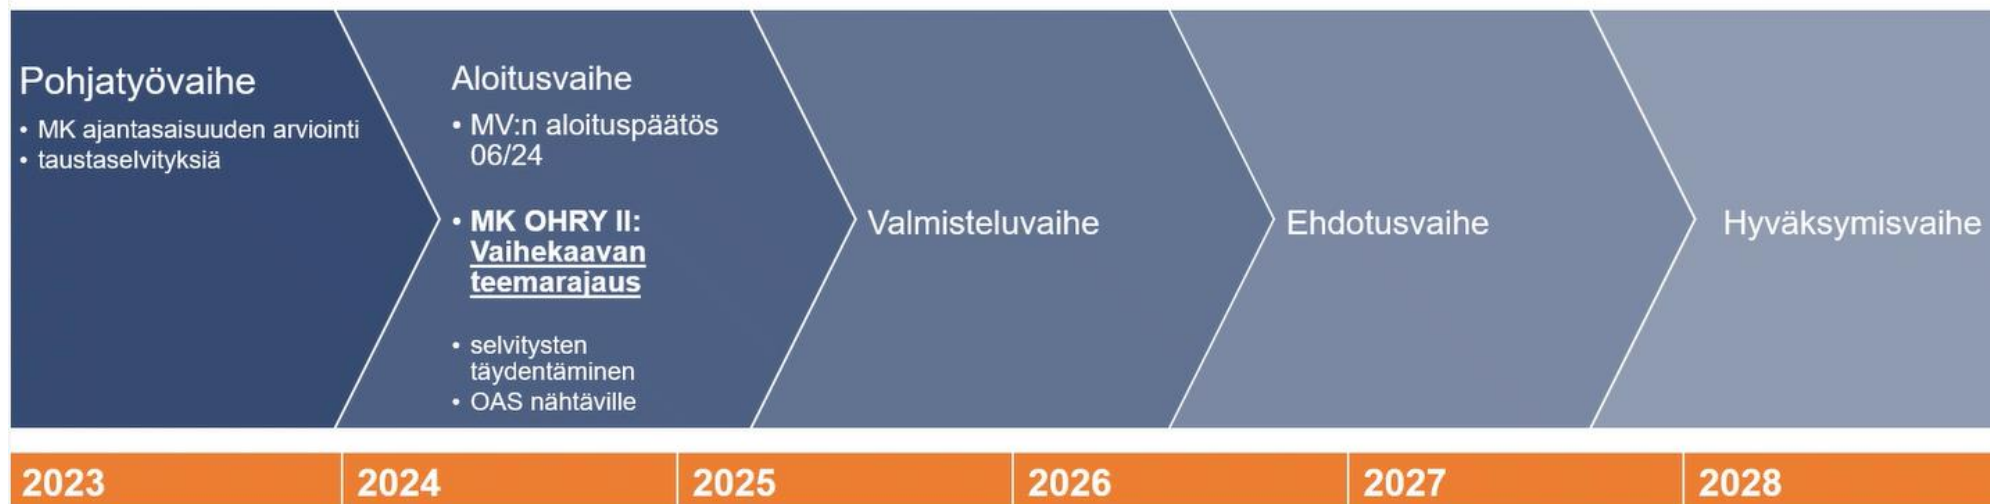 Pohjatyövaihe
• MK ajantasaisuuden arviointi
• taustaselvityksiä
Aloitusvaihe
• MV:n aloituspäätös
06/24
• MK OHRY II:
Vaihekaavan
teemarajaus
• selvitysten
täydentäminen
• OAS nähtäville
Valmisteluvaihe
Ehdotusvaihe
Hyväksymisvaihe
2023
2024
2025
2026
2027
2028